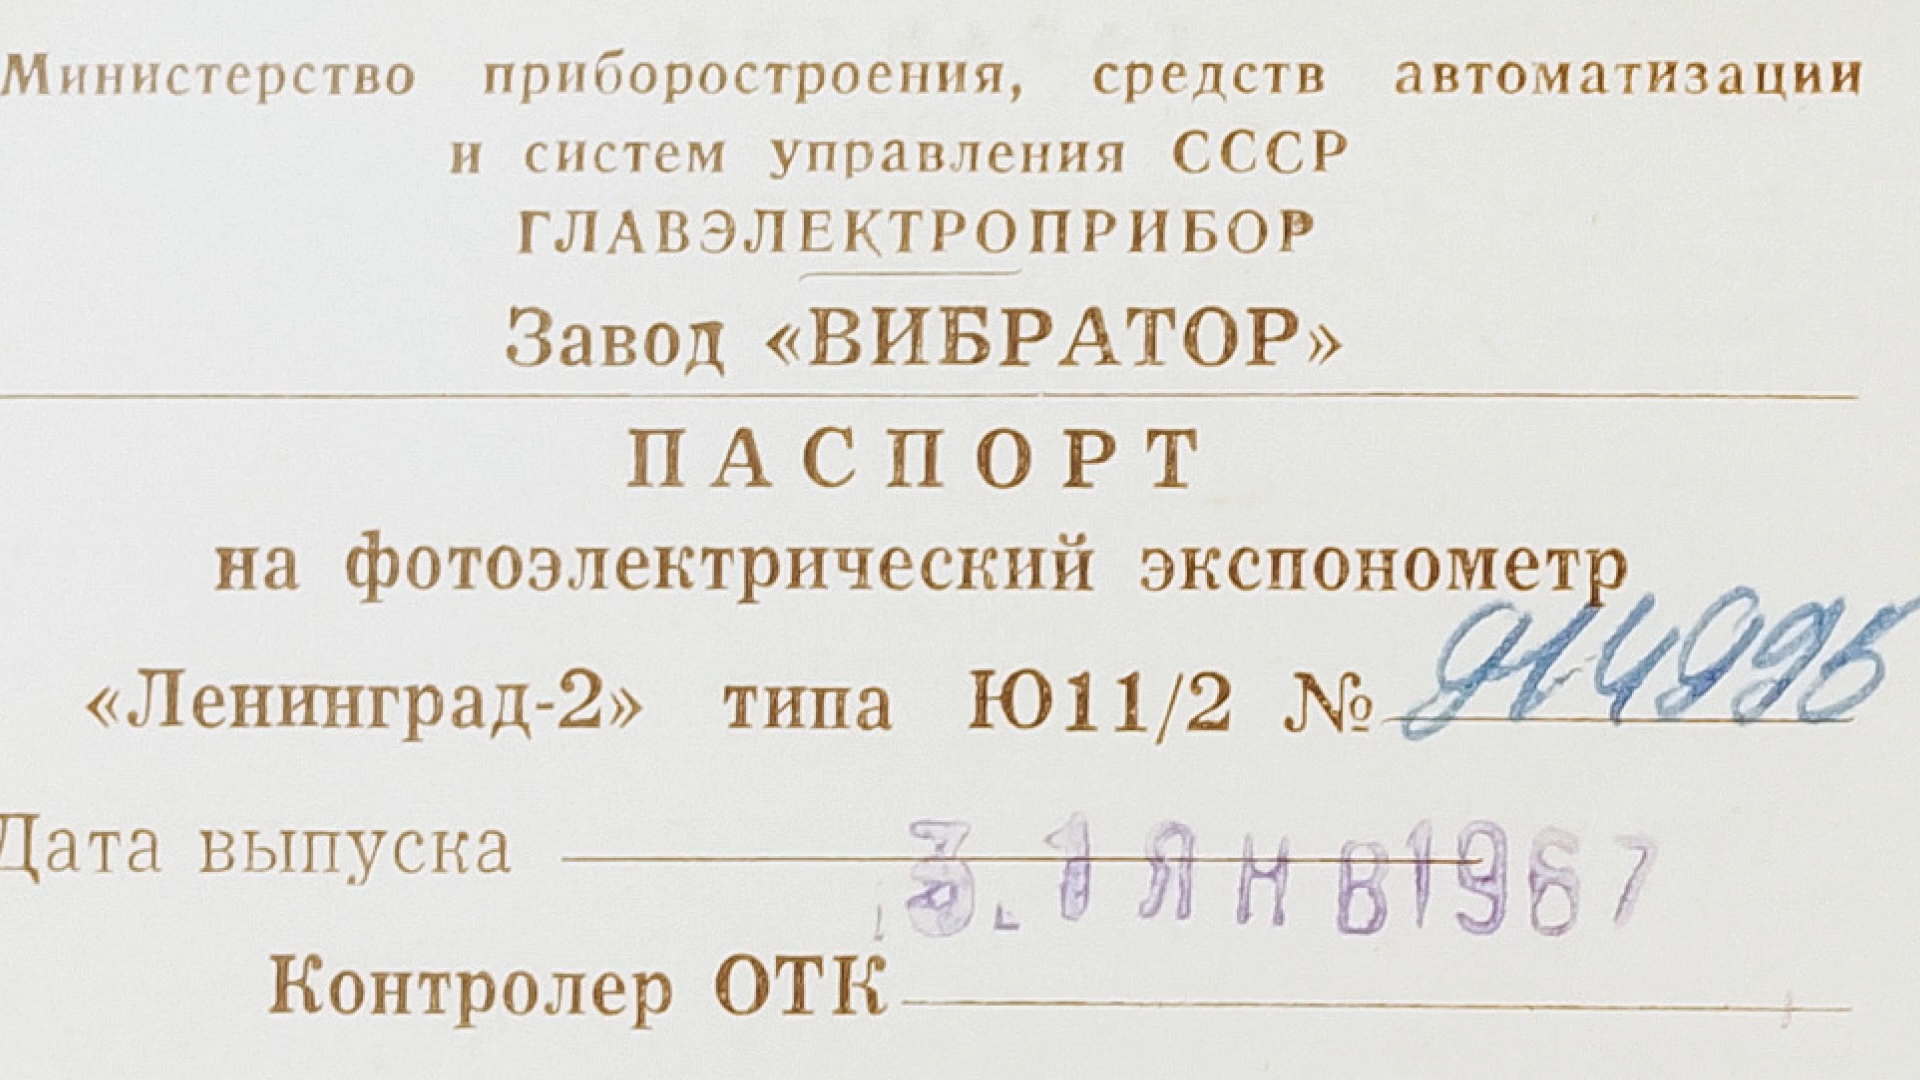 Министерство приборостроения, средств автоматизации
и систем управления СССР
ГЛАВЭЛЕКТРОПРИБОР
Завод «ВИБРАТОР»
ПАСПОРТ
на фотоэлектрический экспонометр
«Ленинград-2» типа Ю11/2 №
Дата выпуска 3.1 ЯНВ 1967
Контролер ОТК